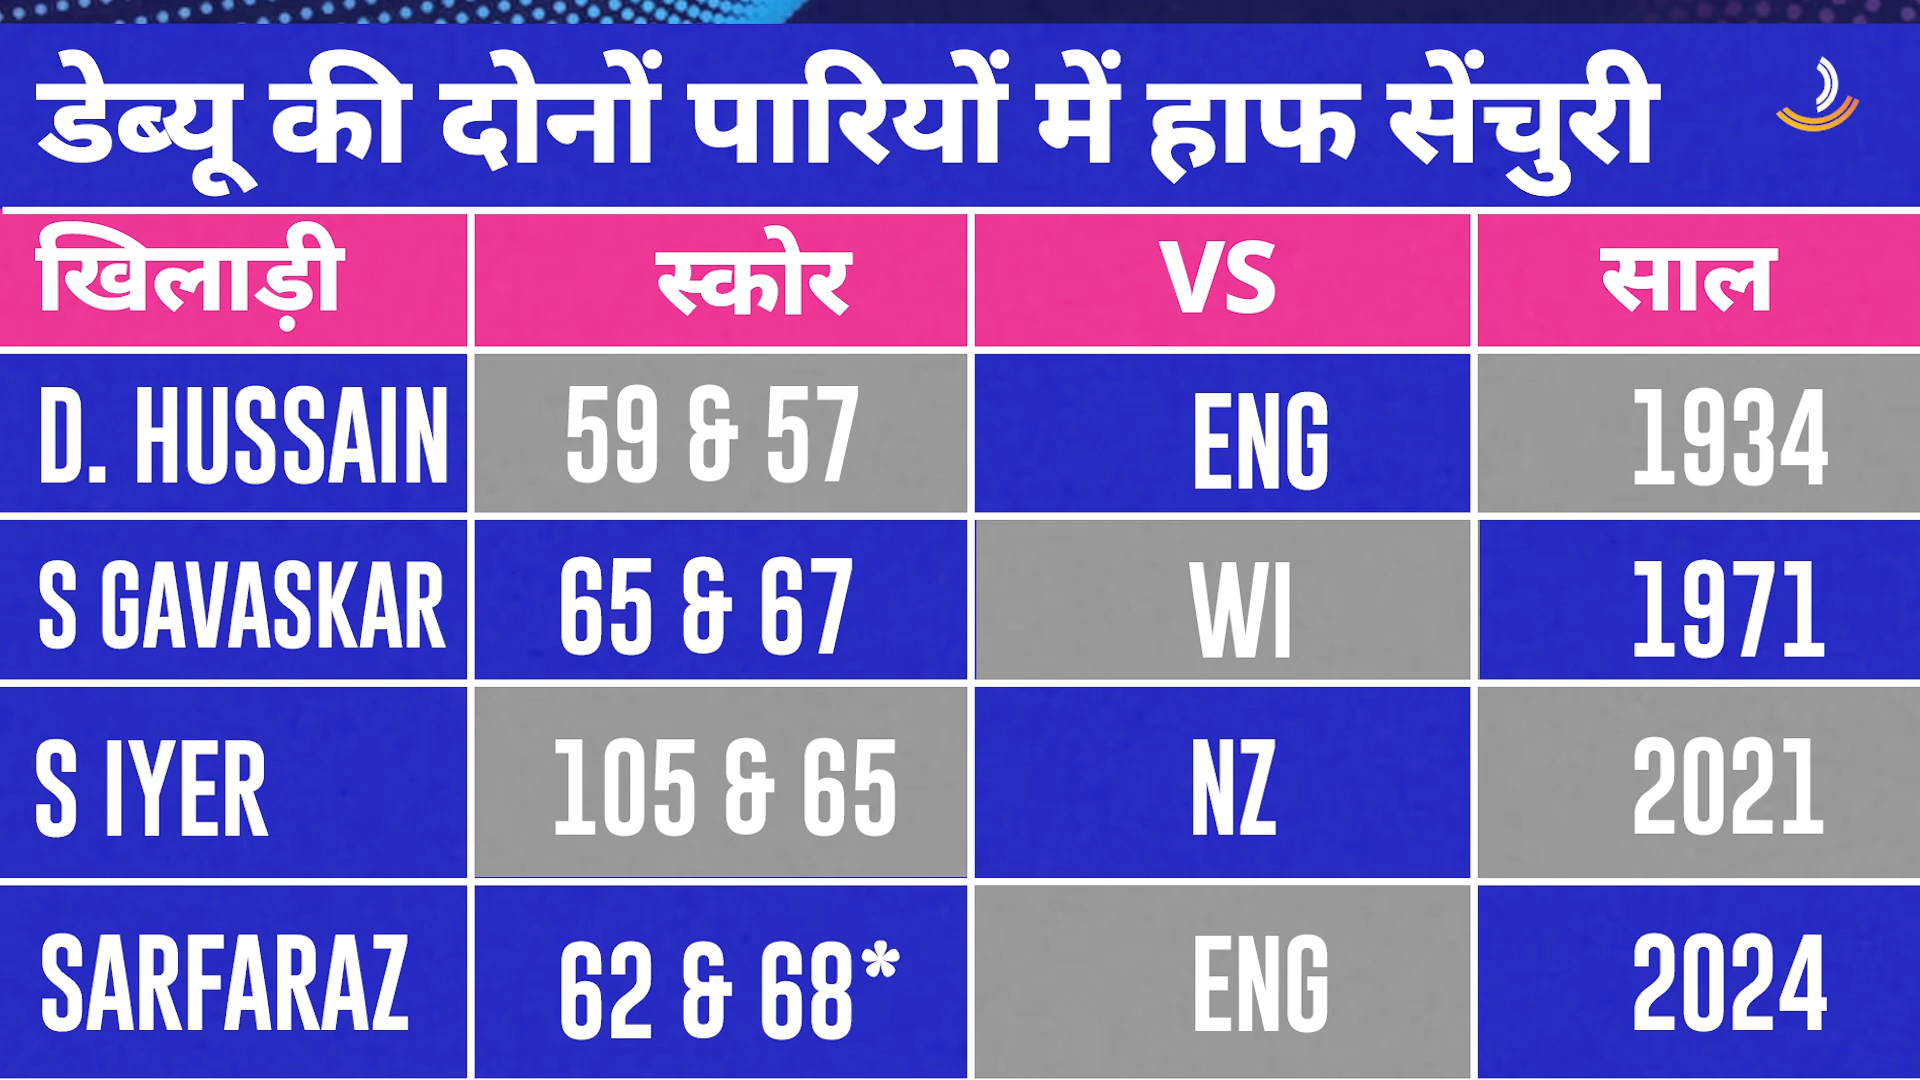 डेब्यू की दोनों पारियों में हाफ सेंचुरी
खिलाड़ी स्कोर VS साल
D. HUSSAIN 59 & 57 ENG 1934
S GAVASKAR 65 & 67 WI 1971
S IYER 105 & 65 NZ 2021
SARFARAZ 62 & 68* ENG 2024